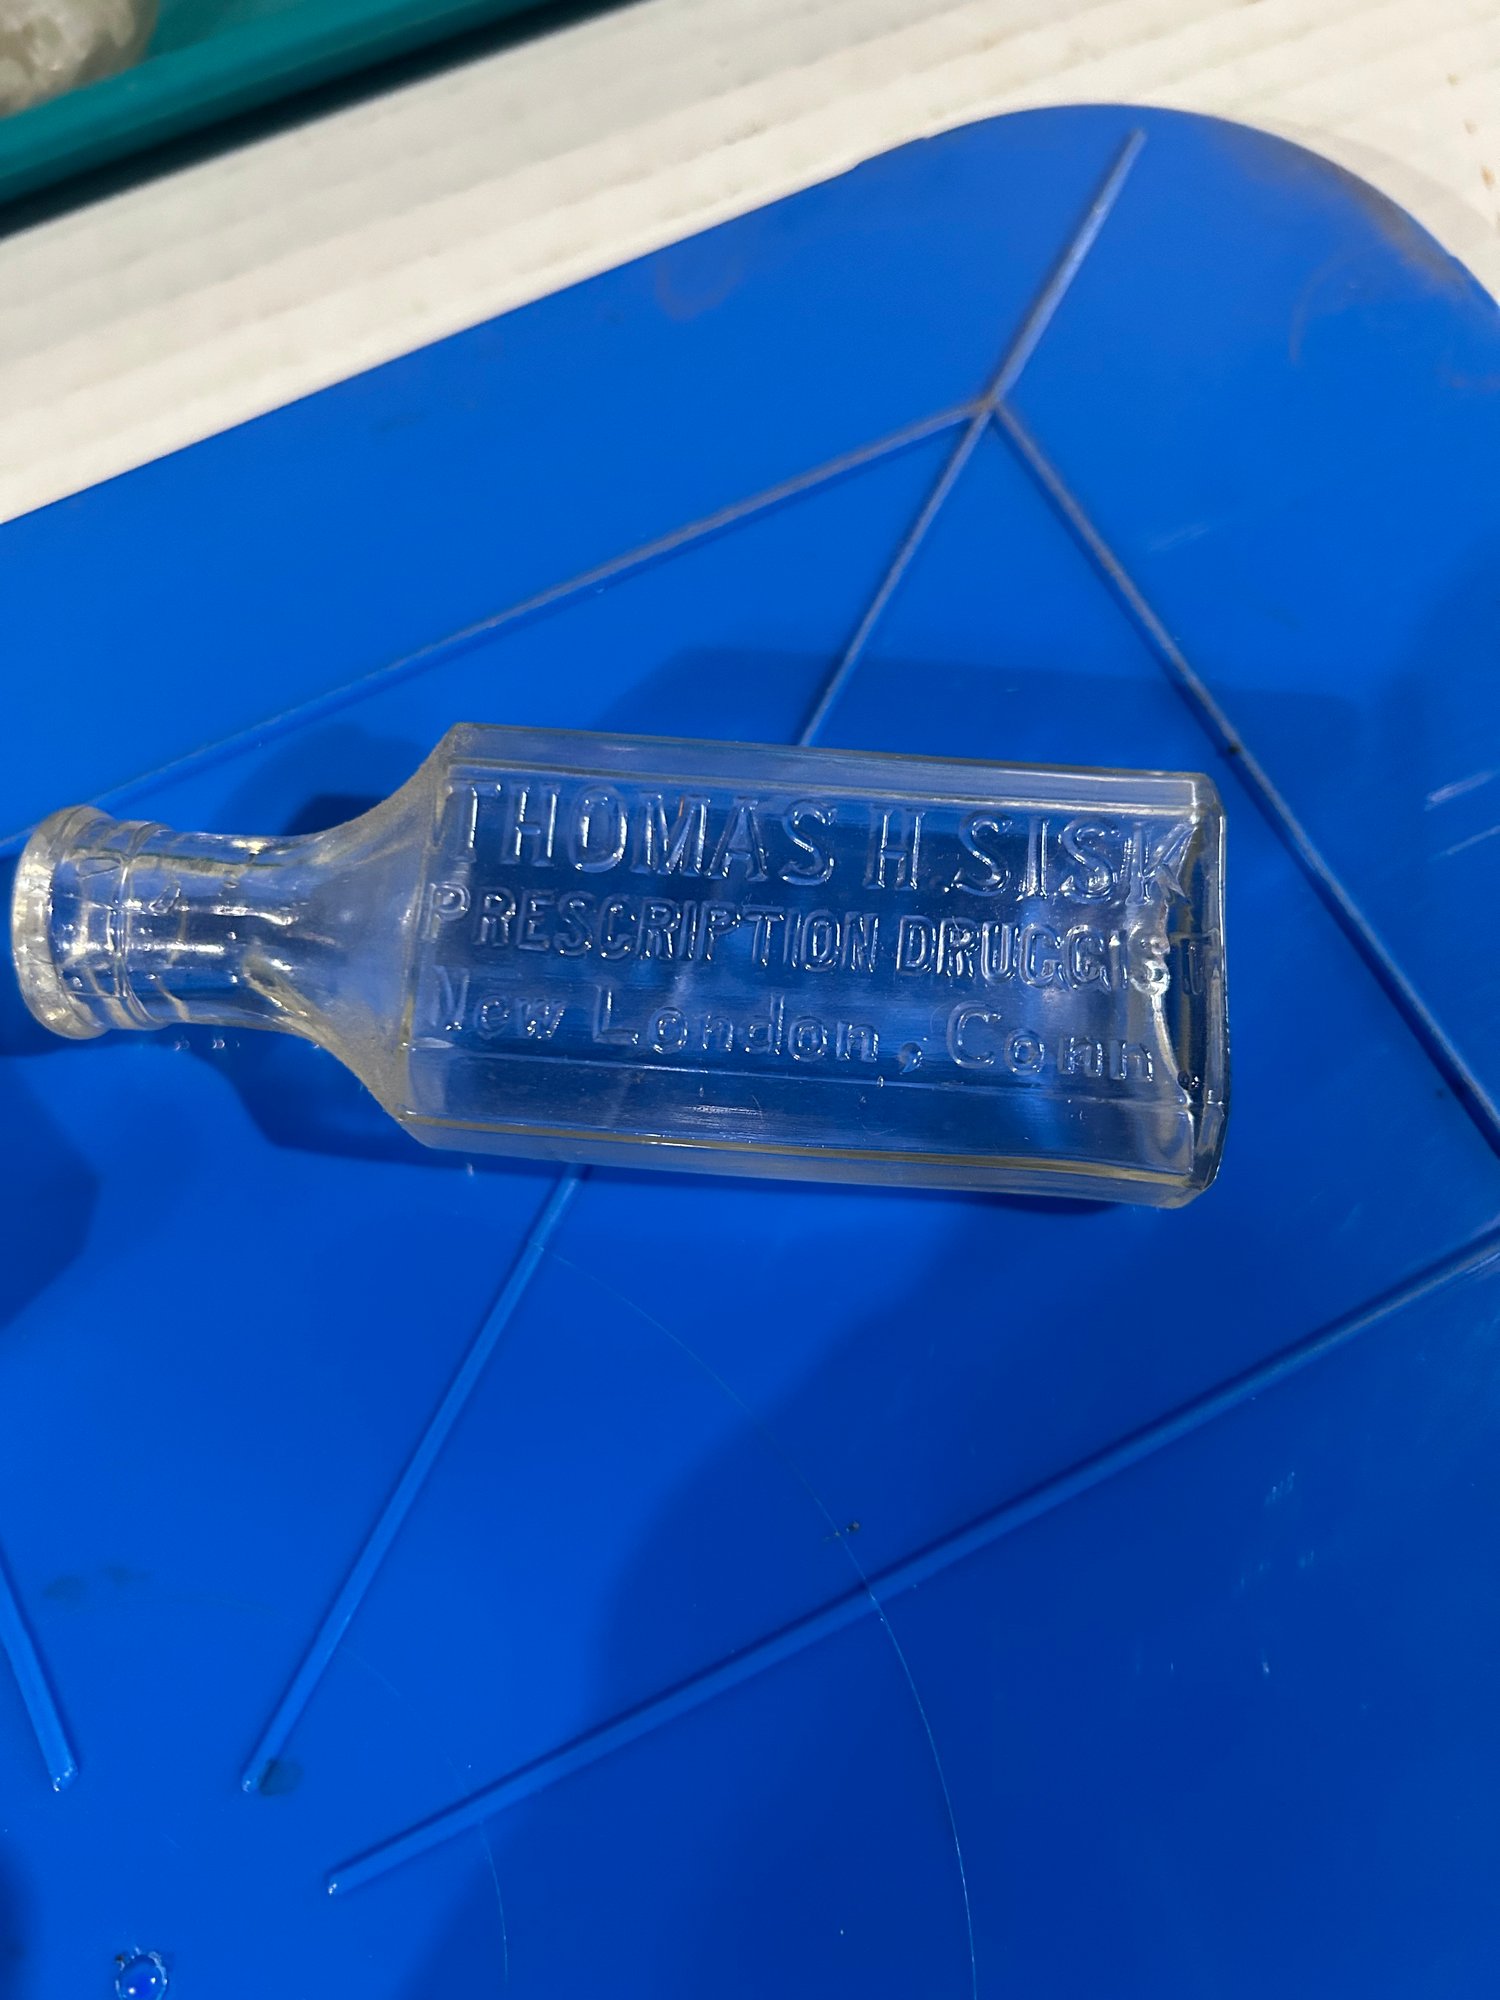 THOMAS H. SISK
PRESCRIPTION DRUGGIST
New London, Conn.